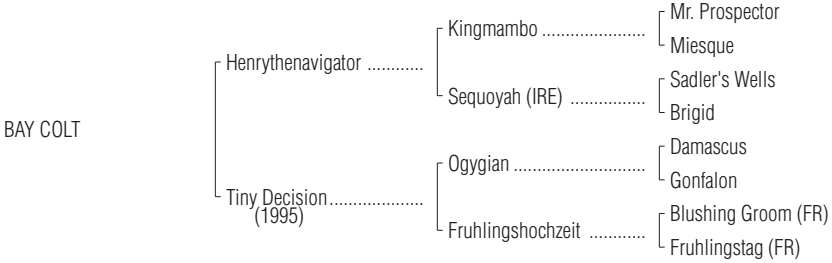 Mr. Prospector
Kingmambo ......................
Miesque
Henrythenavigator ............
Sadler's Wells
Sequoyah (IRE) ................
Brigid
BAY COLT
Damascus
Ogygian ............................
Gonfalon
Tiny Decision....................
(1995)
Blushing Groom (FR)
Fruhlingshochzeit ............
Fruhlingstag (FR)